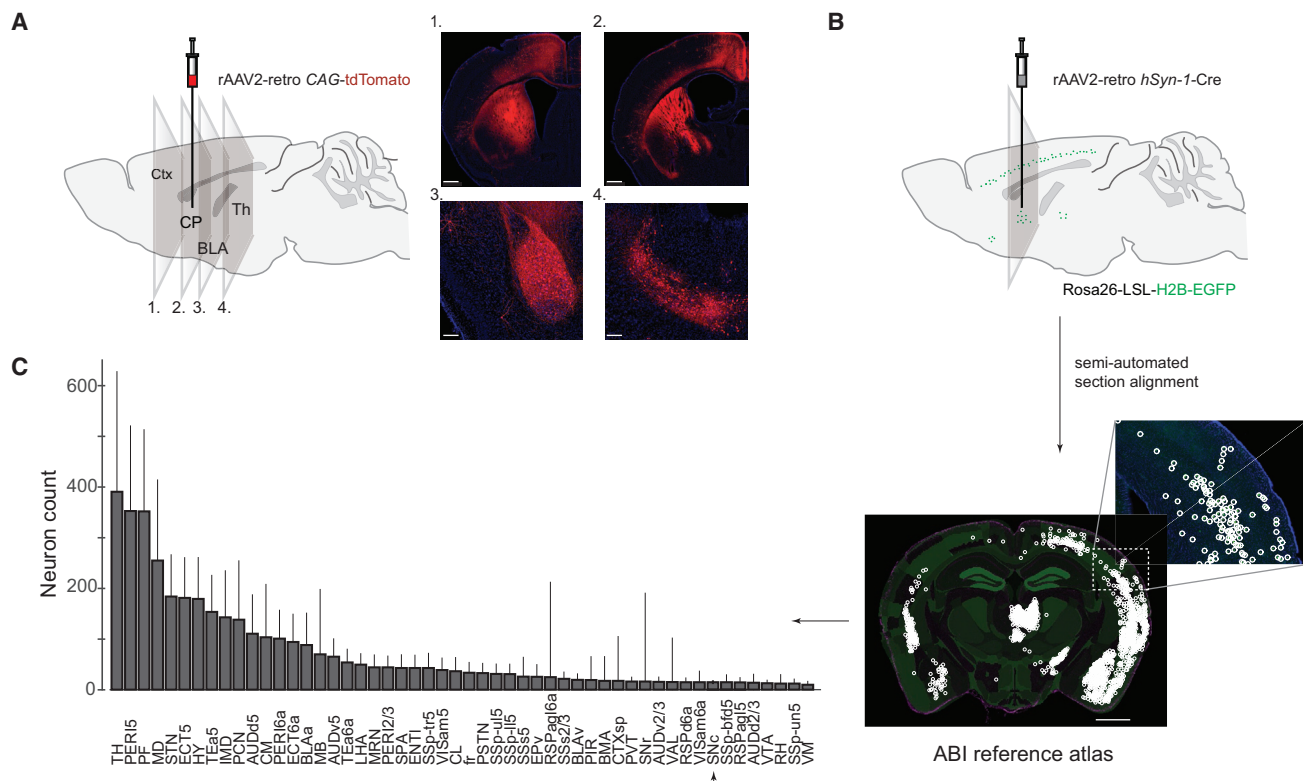 A
rAAV2-retro CAG-tdTomato
Ctx
CP
Th
BLA
1. 2. 3. 4.
1.
2.
3.
4.
B
rAAV2-retro hSyn-1-Cre
Rosa26-LSL-H2B-EGFP
semi-automated
section alignment
ABI reference atlas
C
Neuron count
600
400
200
0
TH
PERI5
PF
MD
STN
ECT5
HY
TEa5
IMD
PCN
AUDd5
CM
PERI6a
ECT6a
BLAa
MB
AUDv5
TEa6a
LHA
MRN
PERI2/3
SPA
ENTl
SSp-tr5
VISam5
CL
fr
PSTN
SSp-ul5
SSp-ll5
SSs5
EPv
RSPagl6a
SSs2/3
BLAv
PIR
BMA
CTXsp
PVT
SNr
AUDv2/3
VAL
RSPd6a
VISam6a
SNc
SSp-bfd5
RSPagl5
AUDd2/3
VTA
RH
SSp-un5
VM